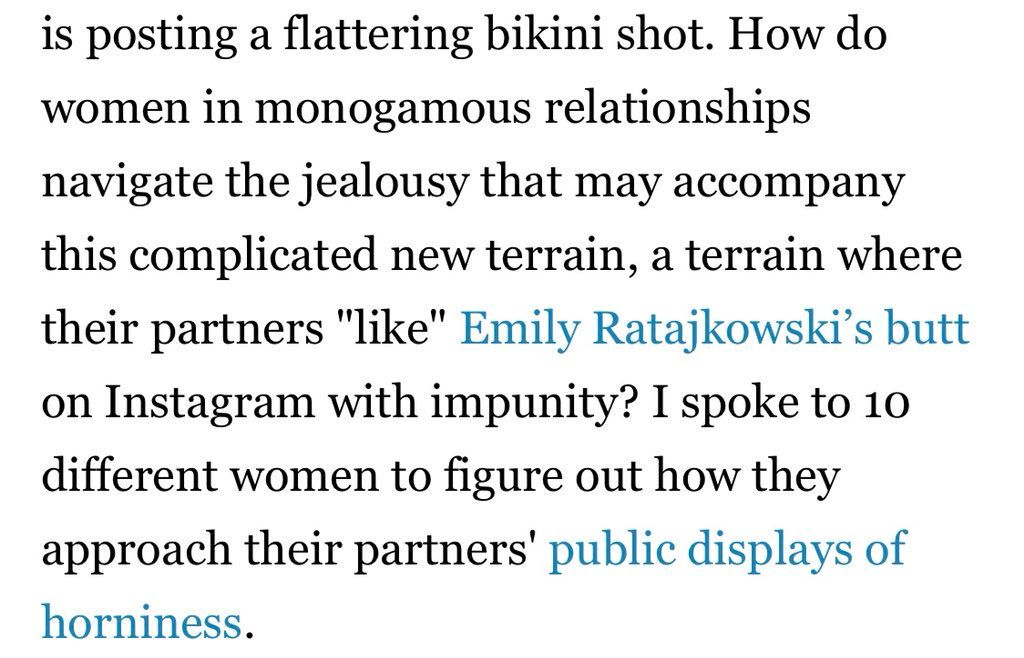 is posting a flattering bikini shot. How do
women in monogamous relationships
navigate the jealousy that may accompany
this complicated new terrain, a terrain where
their partners "like" Emily Ratajkowski’s butt
on Instagram with impunity? I spoke to 10
different women to figure out how they
approach their partners' public displays of
horniness.